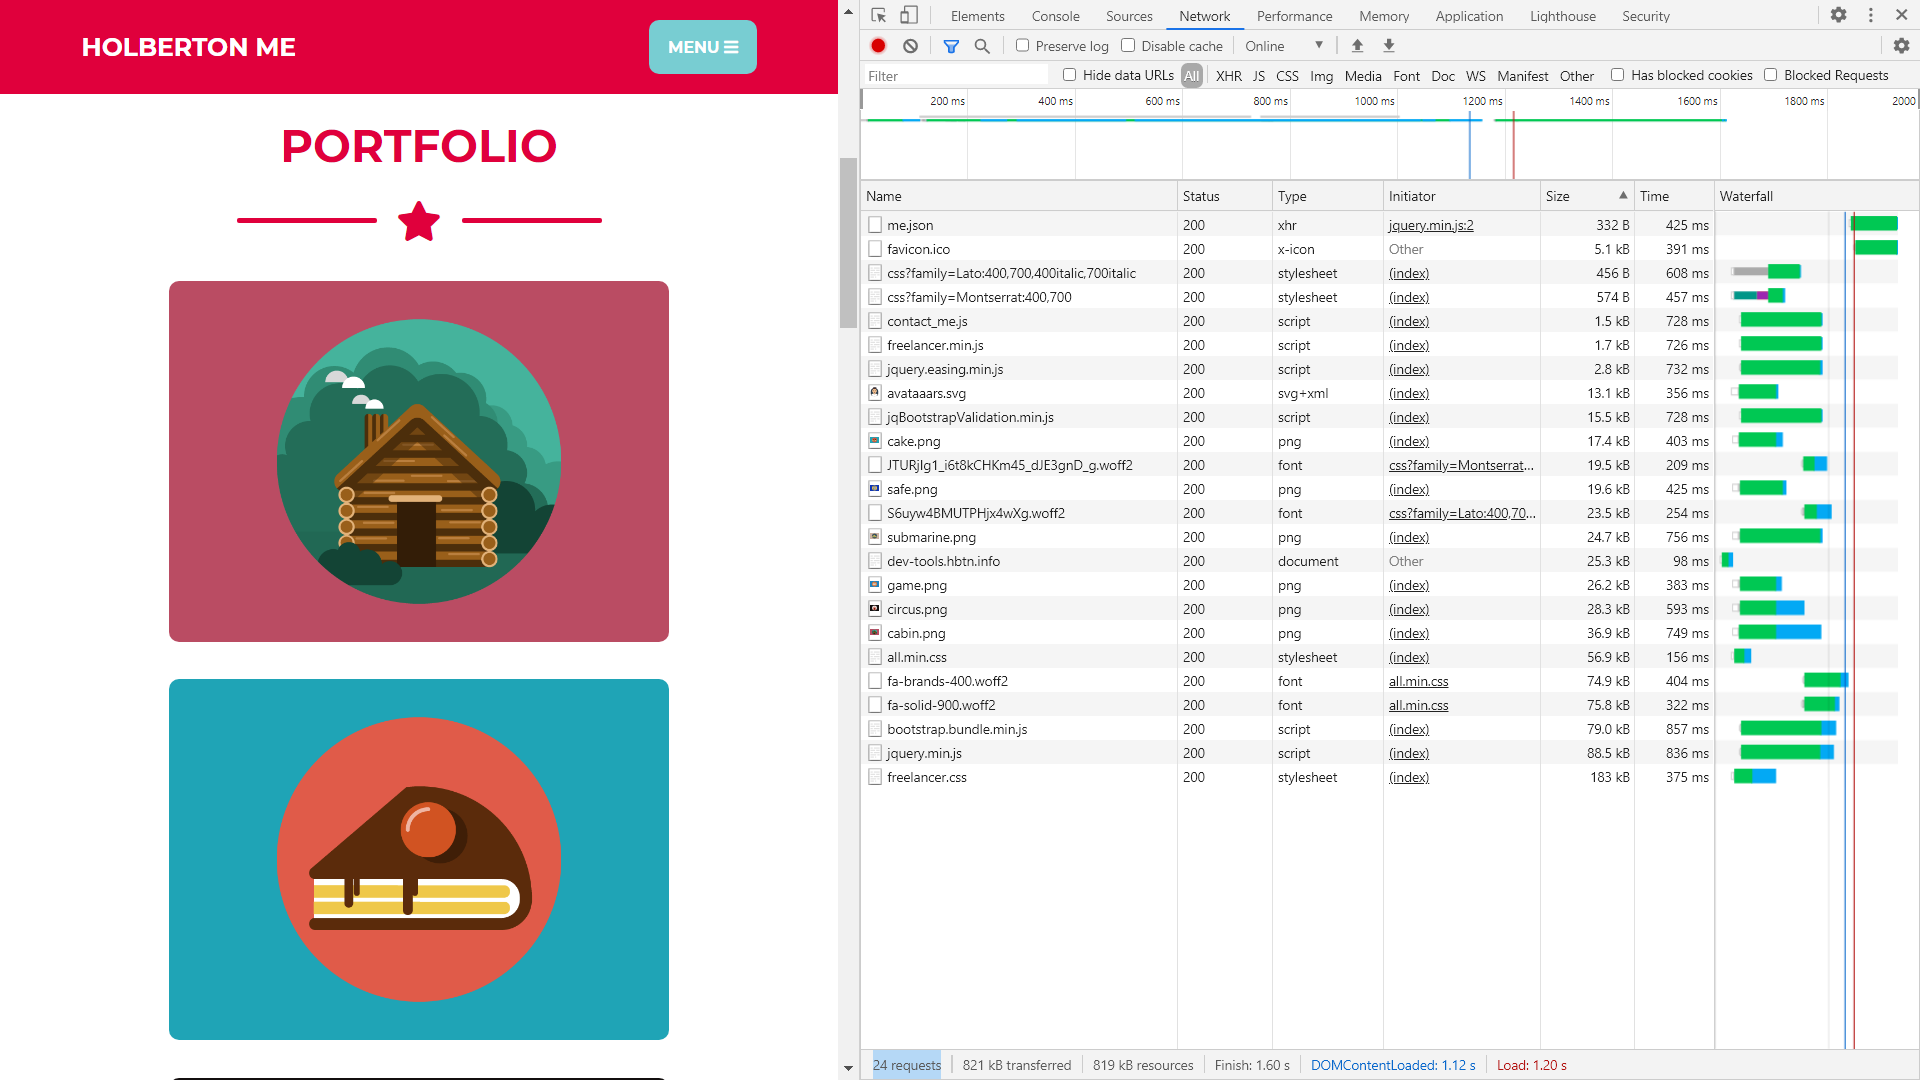 HOLBERTON ME
MENU
PORTFOLIO
Elements Console Sources Network Performance Memory Application Lighthouse Security
Preserve log Disable cache Online
Filter Hide data URLs All XHR JS CSS Img Media Font Doc WS Manifest Other Has blocked cookies Blocked Requests
200 ms 400 ms 600 ms 800 ms 1000 ms 1200 ms 1400 ms 1600 ms 1800 ms 2000
Name Status Type Initiator Size Time Waterfall
me.json 200 xhr jquery.min.js:2 332 B 425 ms
favicon.ico 200 x-icon Other 5.1 kB 391 ms
css?family=Lato:400,700,400italic,700italic 200 stylesheet (index) 456 B 608 ms
css?family=Montserrat:400,700 200 stylesheet (index) 574 B 457 ms
contact_me.js 200 script (index) 1.5 kB 728 ms
freelancer.min.js 200 script (index) 1.7 kB 726 ms
jquery.easing.min.js 200 script (index) 2.8 kB 732 ms
avataaars.svg 200 svg+xml (index) 13.1 kB 356 ms
jqBootstrapValidation.min.js 200 script (index) 15.5 kB 728 ms
cake.png 200 png (index) 17.4 kB 403 ms
JTURjIg1_i6t8kCHKm45_dJE3gnD_g.woff2 200 font css?family=Montserrat... 19.5 kB 209 ms
safe.png 200 png (index) 19.6 kB 425 ms
S6uyw4BMUTPHjx4wXg.woff2 200 font css?family=Lato:400,70... 23.5 kB 254 ms
submarine.png 200 png (index) 24.7 kB 756 ms
dev-tools.hbtn.info 200 document Other 25.3 kB 98 ms
game.png 200 png (index) 26.2 kB 383 ms
circus.png 200 png (index) 28.3 kB 593 ms
cabin.png 200 png (index) 36.9 kB 749 ms
all.min.css 200 stylesheet (index) 56.9 kB 156 ms
fa-brands-400.woff2 200 font all.min.css 74.9 kB 404 ms
fa-solid-900.woff2 200 font all.min.css 75.8 kB 322 ms
bootstrap.bundle.min.js 200 script (index) 79.0 kB 857 ms
jquery.min.js 200 script (index) 88.5 kB 836 ms
freelancer.css 200 stylesheet (index) 183 kB 375 ms
24 requests 821 kB transferred 819 kB resources Finish: 1.60 s DOMContentLoaded: 1.12 s Load: 1.20 s